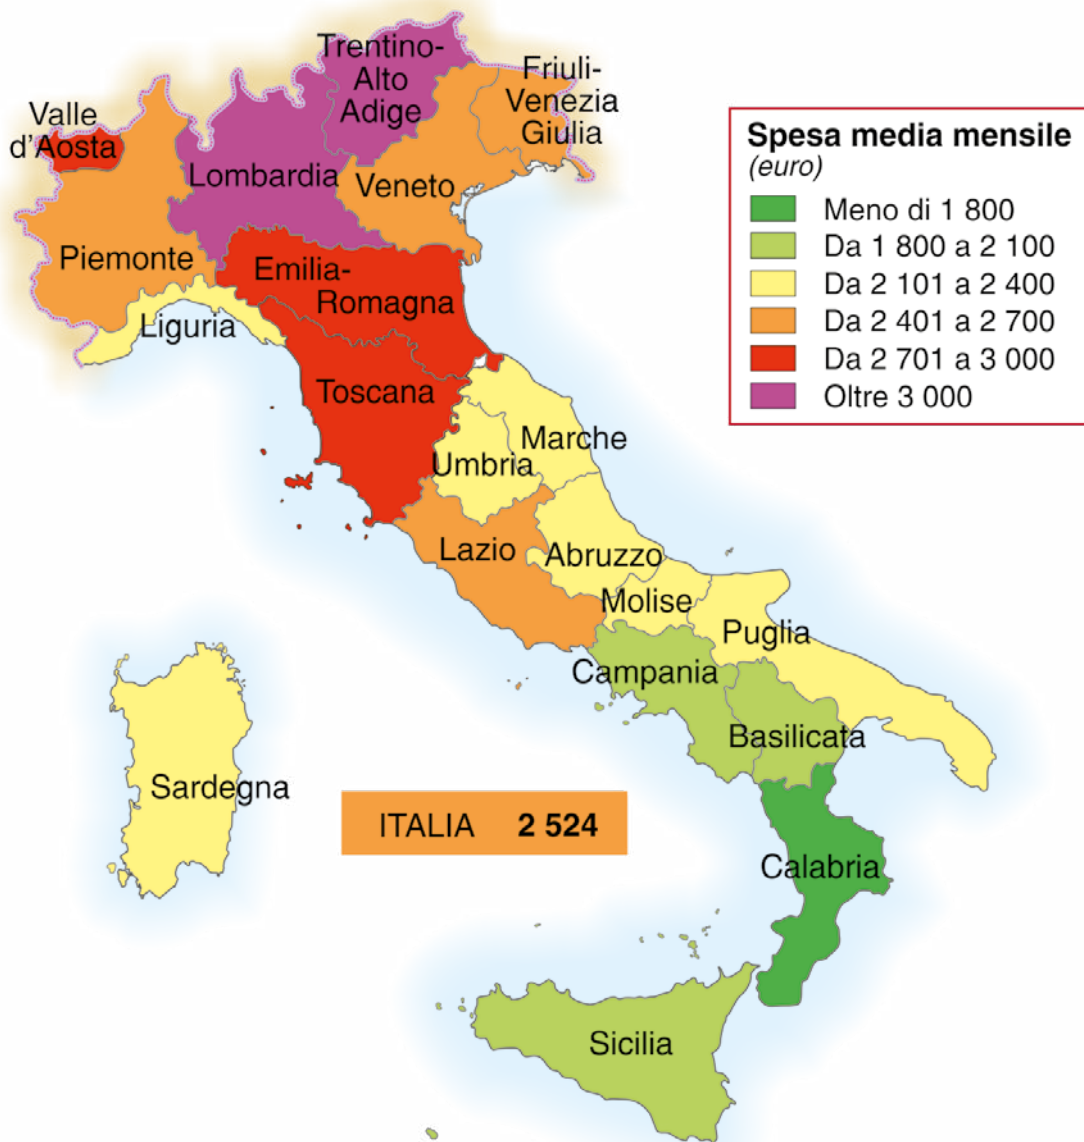 Trentino-
Alto
Adige
Friuli-
Venezia
Giulia
Valle
d'Aosta
Lombardia
Veneto
Piemonte
Emilia-
Romagna
Liguria
Toscana
Marche
Umbria
Lazio
Abruzzo
Molise
Puglia
Campania
Basilicata
Sardegna
Calabria
Sicilia
ITALIA 2 524
Spesa media mensile
(euro)
Meno di 1 800
Da 1 800 a 2 100
Da 2 101 a 2 400
Da 2 401 a 2 700
Da 2 701 a 3 000
Oltre 3 000